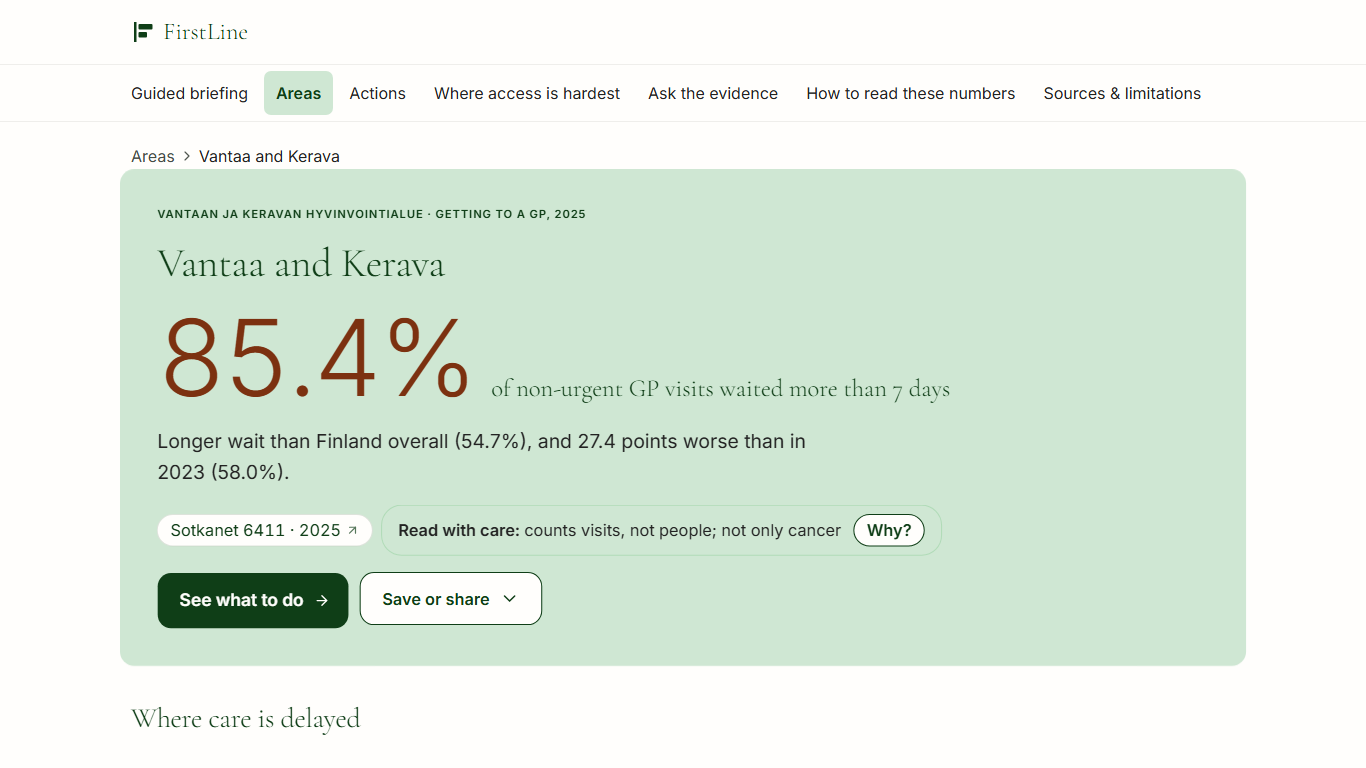 FirstLine
Guided briefing Areas Actions Where access is hardest Ask the evidence How to read these numbers Sources & limitations
Areas > Vantaa and Kerava
VANTAAN JA KERAVAN HYVINVOINTIALUE · GETTING TO A GP, 2025
Vantaa and Kerava
85.4% of non-urgent GP visits waited more than 7 days
Longer wait than Finland overall (54.7%), and 27.4 points worse than in
2023 (58.0%).
Sotkanet 6411 · 2025 ↗ Read with care: counts visits, not people; not only cancer Why?
See what to do → Save or share
Where care is delayed